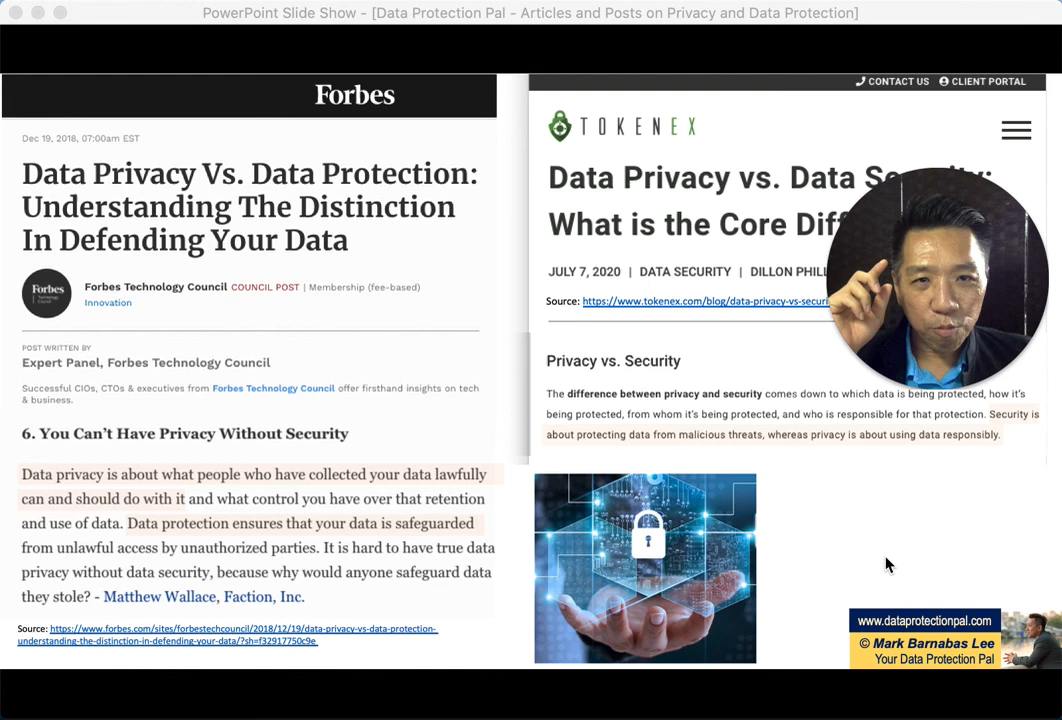 PowerPoint Slide Show - [Data Protection Pal - Articles and Posts on Privacy and Data Protection]
Forbes
Dec 19, 2018, 07:00am EST
Data Privacy Vs. Data Protection:
Understanding The Distinction
In Defending Your Data
Forbes
Forbes Technology Council COUNCIL POST | Membership (fee-based)
Innovation
POST WRITTEN BY
Expert Panel, Forbes Technology Council
Successful CIOs, CTOs & executives from Forbes Technology Council offer firsthand insights on tech
& business.
6. You Can't Have Privacy Without Security
Data privacy is about what people who have collected your data lawfully
can and should do with it and what control you have over that retention
and use of data. Data protection ensures that your data is safeguarded
from unlawful access by unauthorized parties. It is hard to have true data
privacy without data security, because why would anyone safeguard data
they stole? - Matthew Wallace, Faction, Inc.
Source: https://www.forbes.com/sites/forbestechcouncil/2018/12/19/data-privacy-vs-data-protection-
understanding-the-distinction-in-defending-your-data/?sh=f32917750c9e
CONTACT US CLIENT PORTAL
TOKENEX
Data Privacy vs. Data
What is the Core
JULY 7, 2020 | DATA SECURITY | DILLON
Source: https://www.tokenex.com/blog/data-privacy-vs-securi
Privacy vs. Security
The difference between privacy and security comes down to which data is being protected, how it's
being protected, from whom it's being protected, and who is responsible for that protection. Security is
about protecting data from malicious threats, whereas privacy is about using data responsibly.
www.dataprotectionpal.com
© Mark Barnabas Lee
Your Data Protection Pal